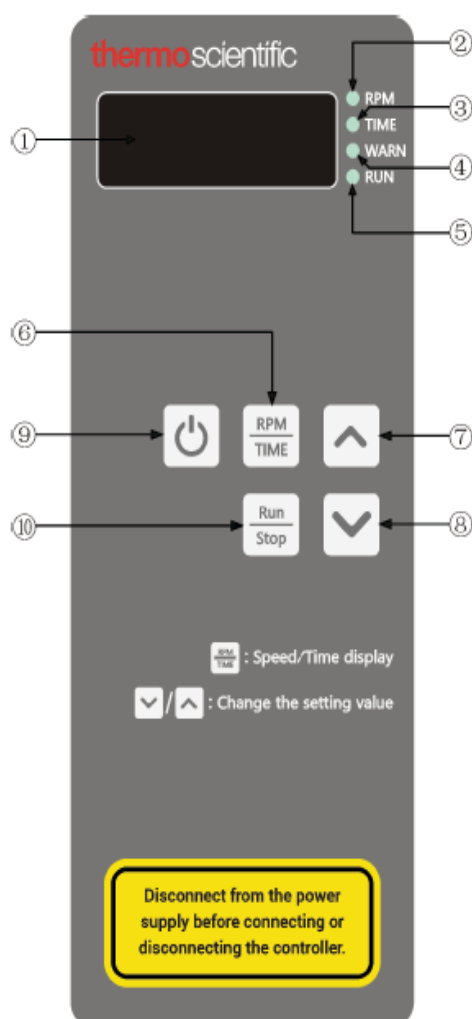 thermoscientific
②
RPM
③
TIME
①
WARN
④
RUN
⑤
⑥
⑨
RPM
TIME
⑦
⑩
Run
Stop
⑧
RPM
TIME
: Speed/Time display
/
: Change the setting value
Disconnect from the power
supply before connecting or
disconnecting the controller.